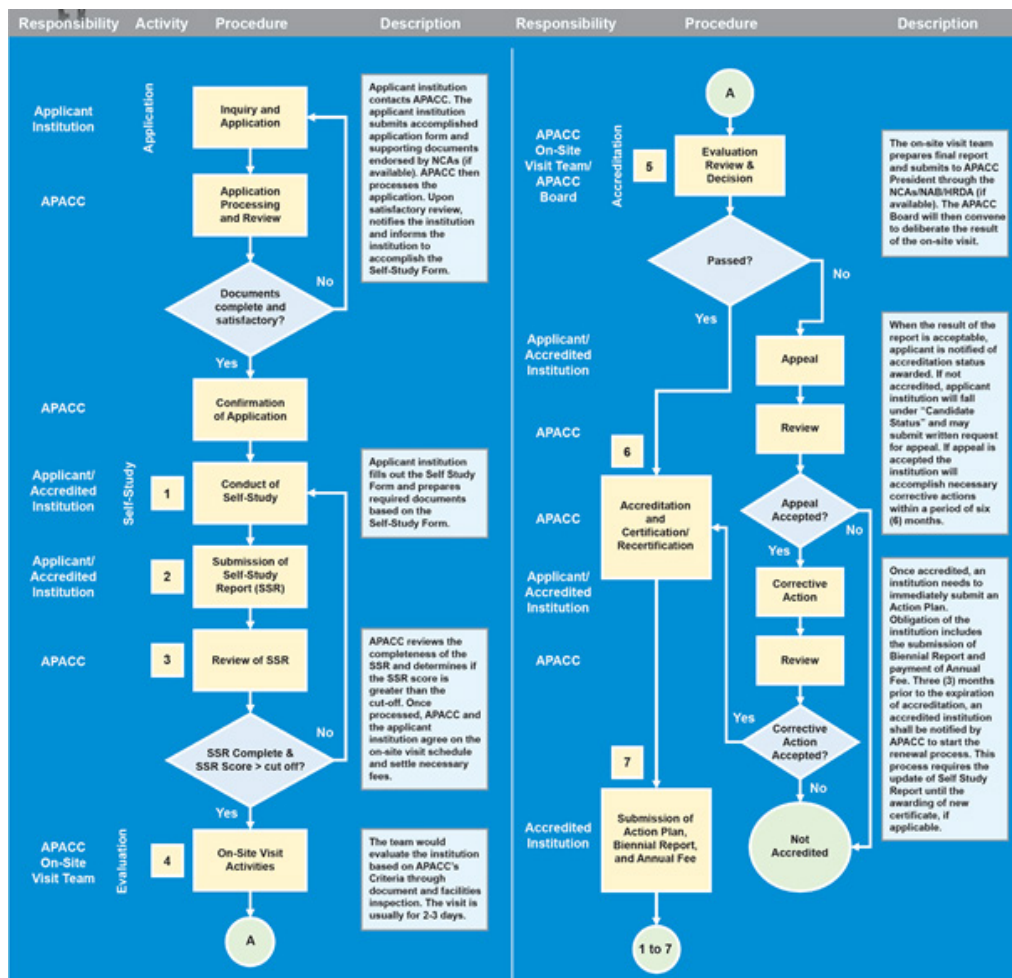 Responsibility Activity Procedure Description
Applicant
Institution
Application
Inquiry and
Application
Applicant institution
contacts APACC. The
applicant institution
submits accomplished
application form and
supporting documents
endorsed by NCAs (if
available). APACC then
processes the
application. Upon
satisfactory review,
notifies the institution
and informs the
institution to
accomplish the
Self-Study Form.
APACC
Application
Processing
and Review
Documents
complete and
satisfactory?
No
Yes
APACC
Confirmation
of Application
Applicant/
Accredited
Institution
Self-Study
1
Conduct of
Self-Study
Applicant institution
fills out the Self Study
Form and prepares
required documents
based on the
Self-Study Form.
Applicant/
Accredited
Institution
2
Submission of
Self-Study
Report (SSR)
APACC
3
Review of SSR
APACC reviews the
completeness of the
SSR and determines if
the SSR score is
greater than the
cut-off. Once
processed, APACC and
the applicant
institution agree on the
on-site visit schedule
and settle necessary
fees.
SSR Complete &
SSR Score > cut off?
No
Yes
APACC
On-Site
Visit Team
Evaluation
4
On-Site Visit
Activities
The team would
evaluate the institution
based on APACC's
Criteria through
document and facilities
inspection. The visit is
usually for 2-3 days.
A
Responsibility Procedure Description
A
APACC
On-Site
Visit Team/
APACC
Board
5
Accreditation
Evaluation
Review &
Decision
The on-site visit team
prepares final report
and submits to APACC
President through the
NCAs/NAB/HRDA (if
available). The APACC
Board will then convene
to deliberate the result
of the on-site visit.
Passed?
No
Yes
Applicant/
Accredited
Institution
Appeal
When the result of the
report is acceptable,
applicant is notified of
accreditation status
awarded. If not
accredited, applicant
institution will fall
under "Candidate
Status" and may
submit written request
for appeal. If appeal is
accepted the
institution will
accomplish necessary
corrective actions
within a period of six
(6) months.
APACC
6
Review
APACC
Accreditation
and
Certification/
Recertification
Appeal
Accepted?
No
Yes
Applicant/
Accredited
Institution
Corrective
Action
Once accredited, an
institution needs to
immediately submit an
Action Plan.
Obligation of the
institution includes
the submission of
Biennial Report and
payment of Annual
Fee. Three (3) months
prior to the expiration
of accreditation, an
accredited institution
shall be notified by
APACC to start the
renewal process. This
process requires the
update of Self Study
Report until the
awarding of new
certificate, if
applicable.
APACC
Review
Yes
Corrective
Action
Accepted?
No
7
Accredited
Institution
Submission of
Action Plan,
Biennial Report,
and Annual Fee
Not
Accredited
1 to 7